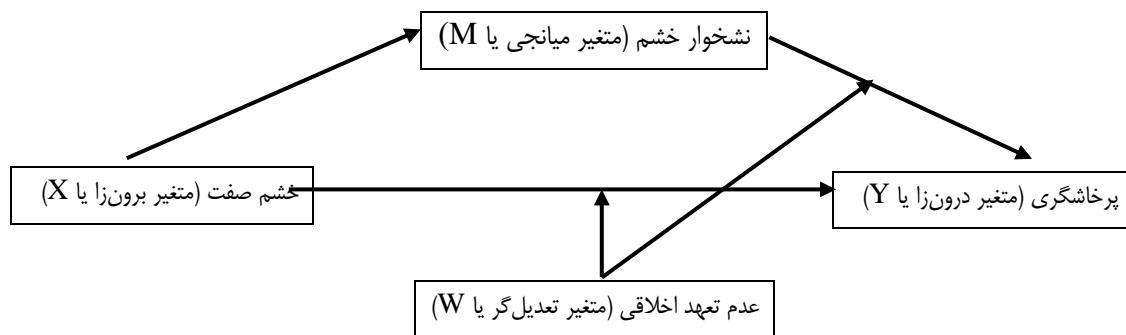 نشخوار خشم (متغیر میانجی یا M)
خشم صفت (متغیر برون‌زا یا X)
پرخاشگری (متغیر درون‌زا یا Y)
عدم تعهد اخلاقی (متغیر تعدیل‌گر یا W)